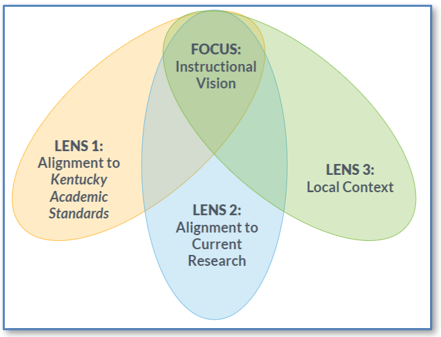 FOCUS:
Instructional
Vision
LENS 1:
Alignment to
Kentucky
Academic
Standards
LENS 2:
Alignment to
Current
Research
LENS 3:
Local Context